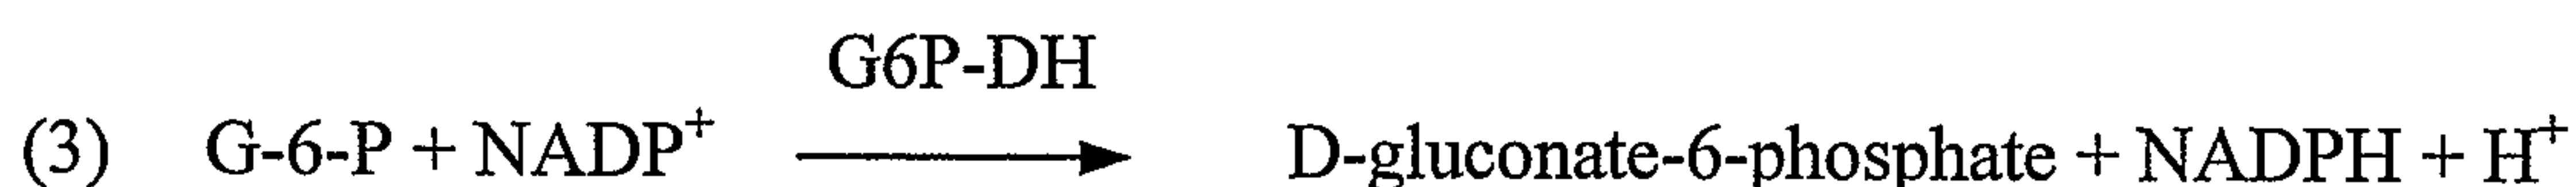 G6P-DH
(3) G-6-P + NADP⁺ ⟶ D-gluconate-6-phosphate + NADPH + H⁺